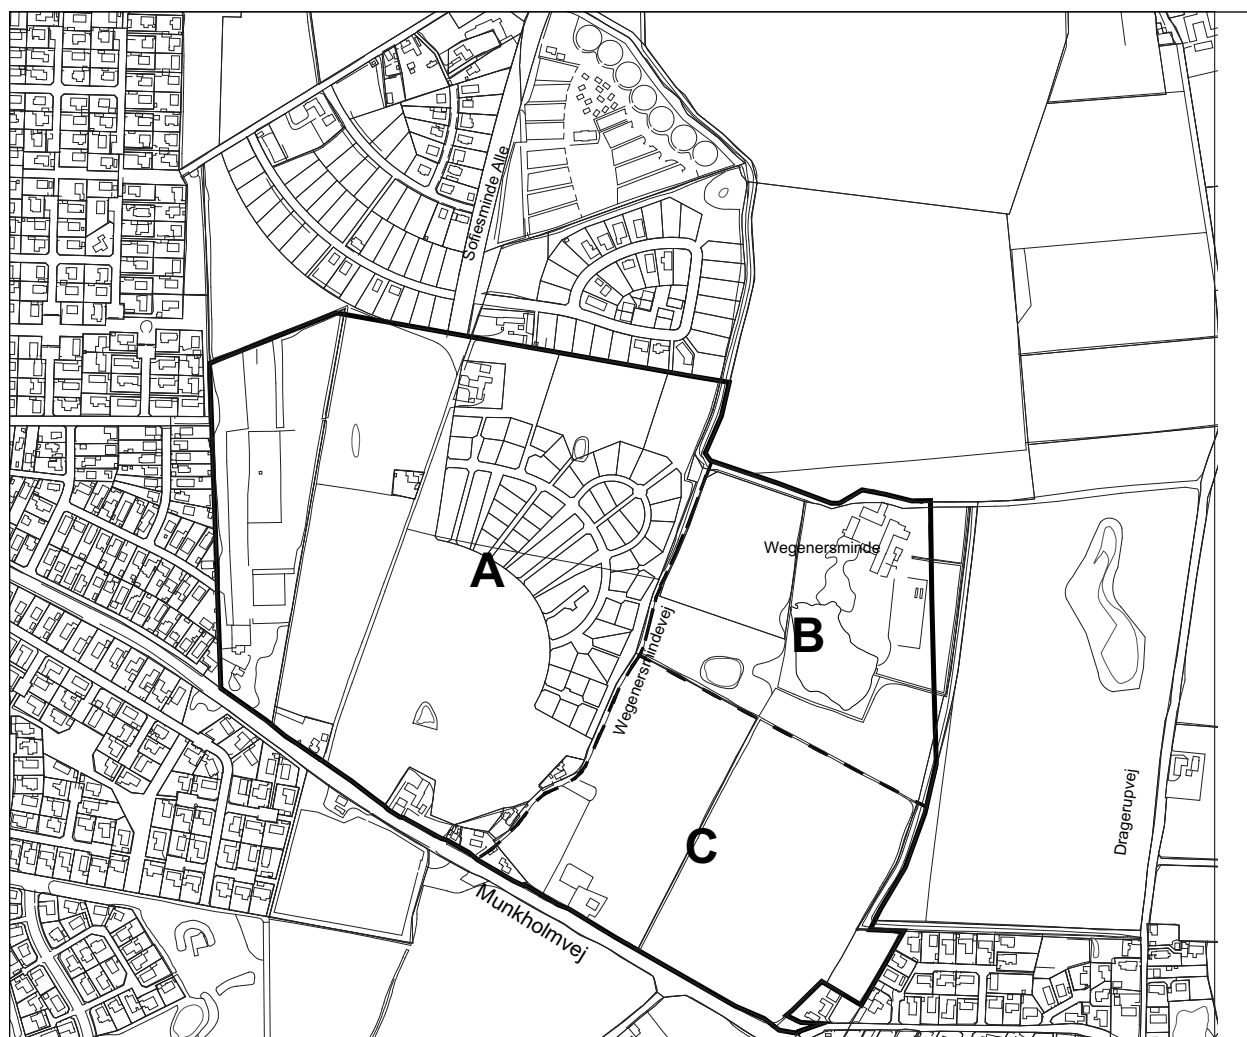 Sofiesminde Alle
Wegenersminde
A
B
Wegenersmindevej
Dragerupvej
C
Munkholmvej